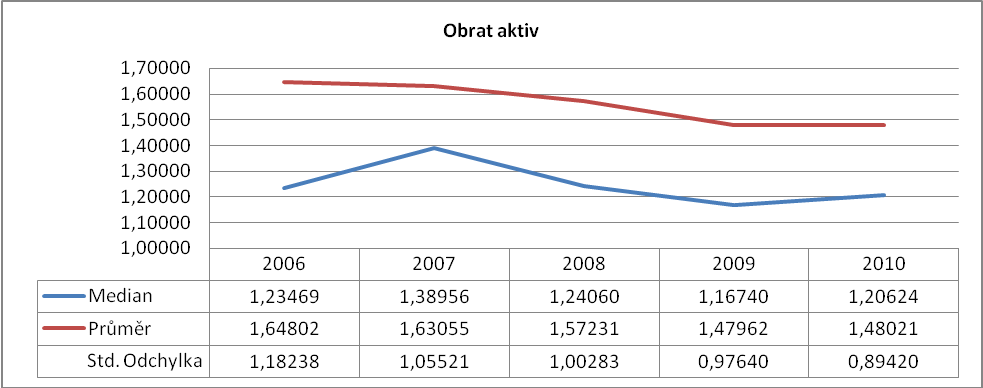 Obrat aktiv
1,70000
1,60000
1,50000
1,40000
1,30000
1,20000
1,10000
1,00000
2006 2007 2008 2009 2010
Median 1,23469 1,38956 1,24060 1,16740 1,20624
Průměr 1,64802 1,63055 1,57231 1,47962 1,48021
Std. Odchylka 1,18238 1,05521 1,00283 0,97640 0,89420